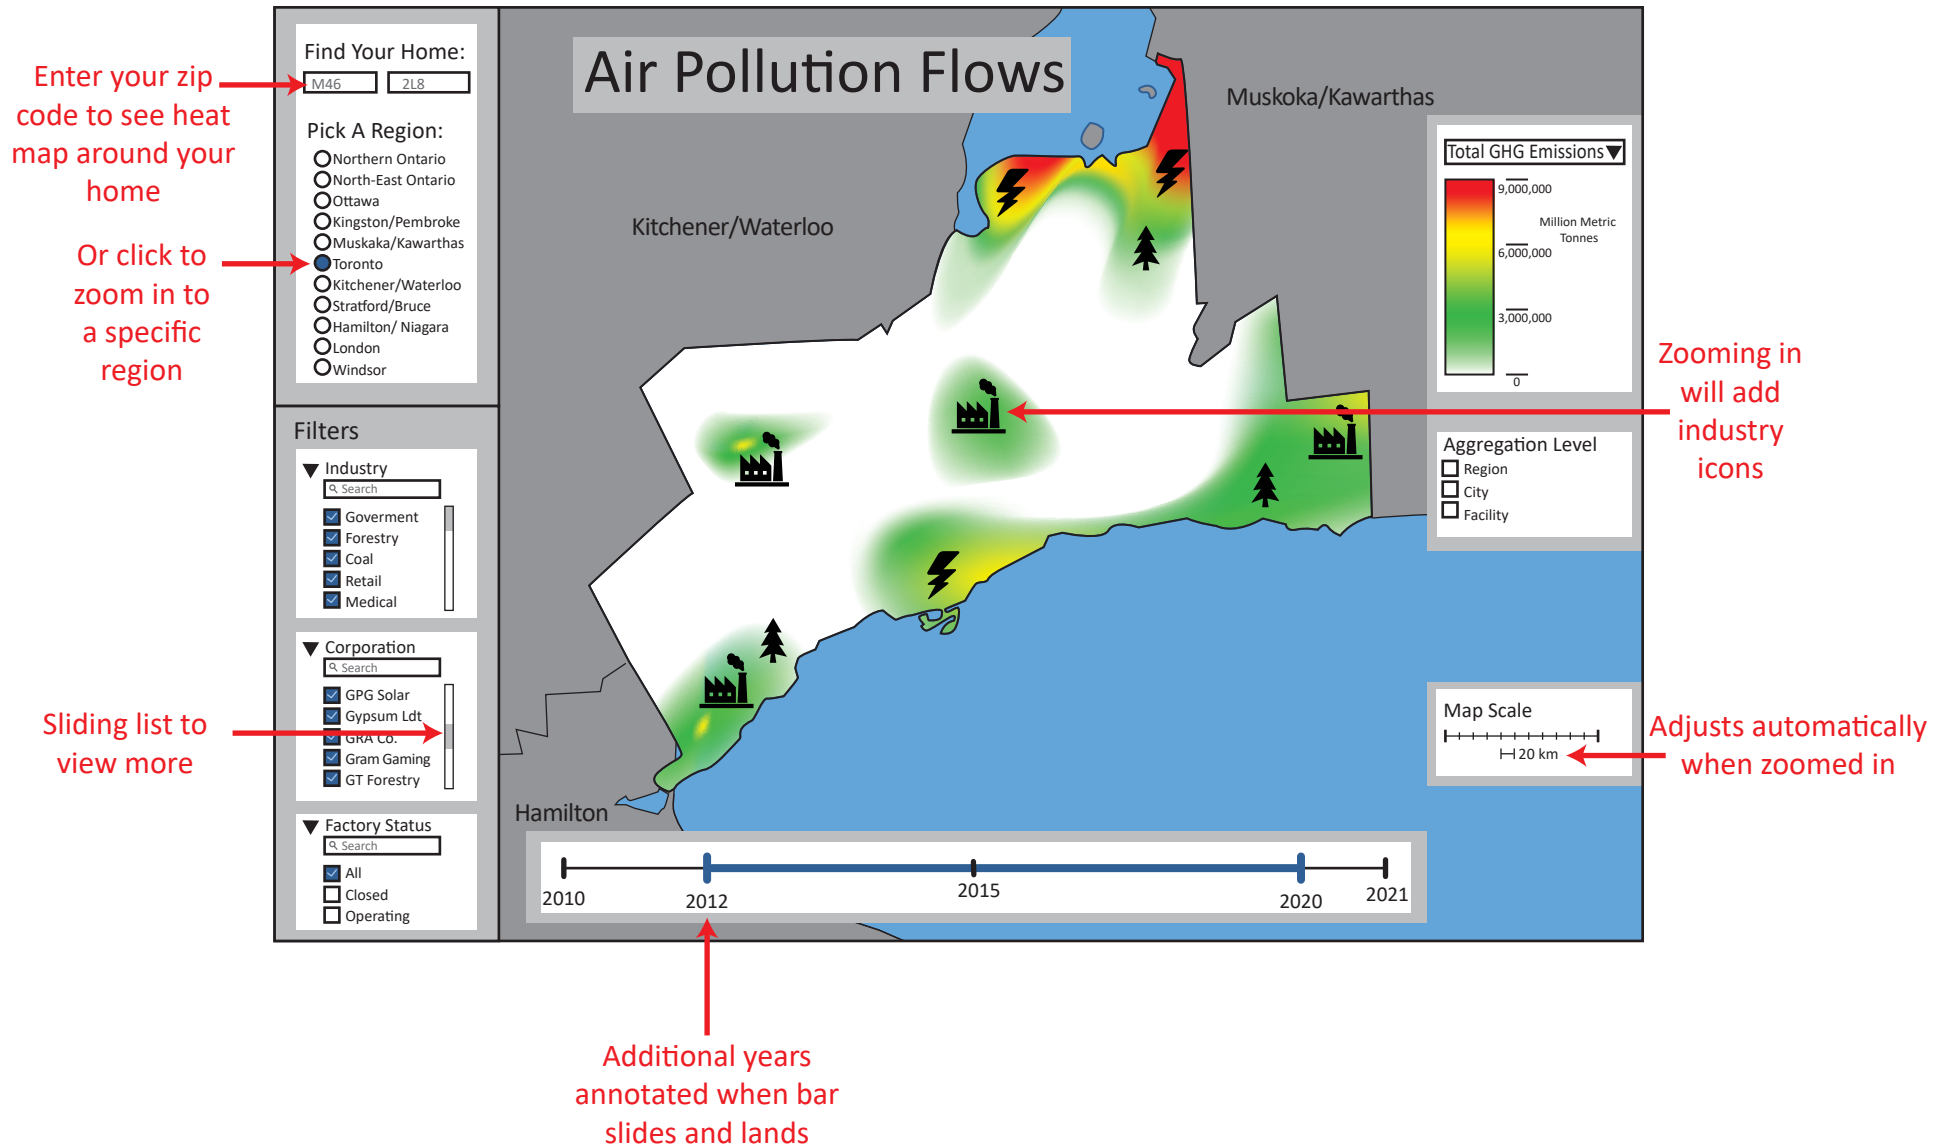 Enter your zip
code to see heat
map around your
home
Or click to
zoom in to
a specific
region
Sliding list to
view more
Find Your Home:
M46 2L8
Pick A Region:
Northern Ontario
North-East Ontario
Ottawa
Kingston/Pembroke
Muskaka/Kawarthas
Toronto
Kitchener/Waterloo
Stratford/Bruce
Hamilton/ Niagara
London
Windsor
Filters
Industry
Search
Goverment
Forestry
Coal
Retail
Medical
Corporation
Search
GPG Solar
Gypsum Ldt
GRA Co.
Gram Gaming
GT Forestry
Factory Status
Search
All
Closed
Operating
Air Pollution Flows
Muskoka/Kawarthas
Kitchener/Waterloo
Hamilton
2010
2012
2015
2020
2021
Additional years
annotated when bar
slides and lands
Total GHG Emissions
9,000,000
Million Metric
Tonnes
6,000,000
3,000,000
0
Aggregation Level
Region
City
Facility
Map Scale
20 km
Zooming in
will add
industry
icons
Adjusts automatically
when zoomed in